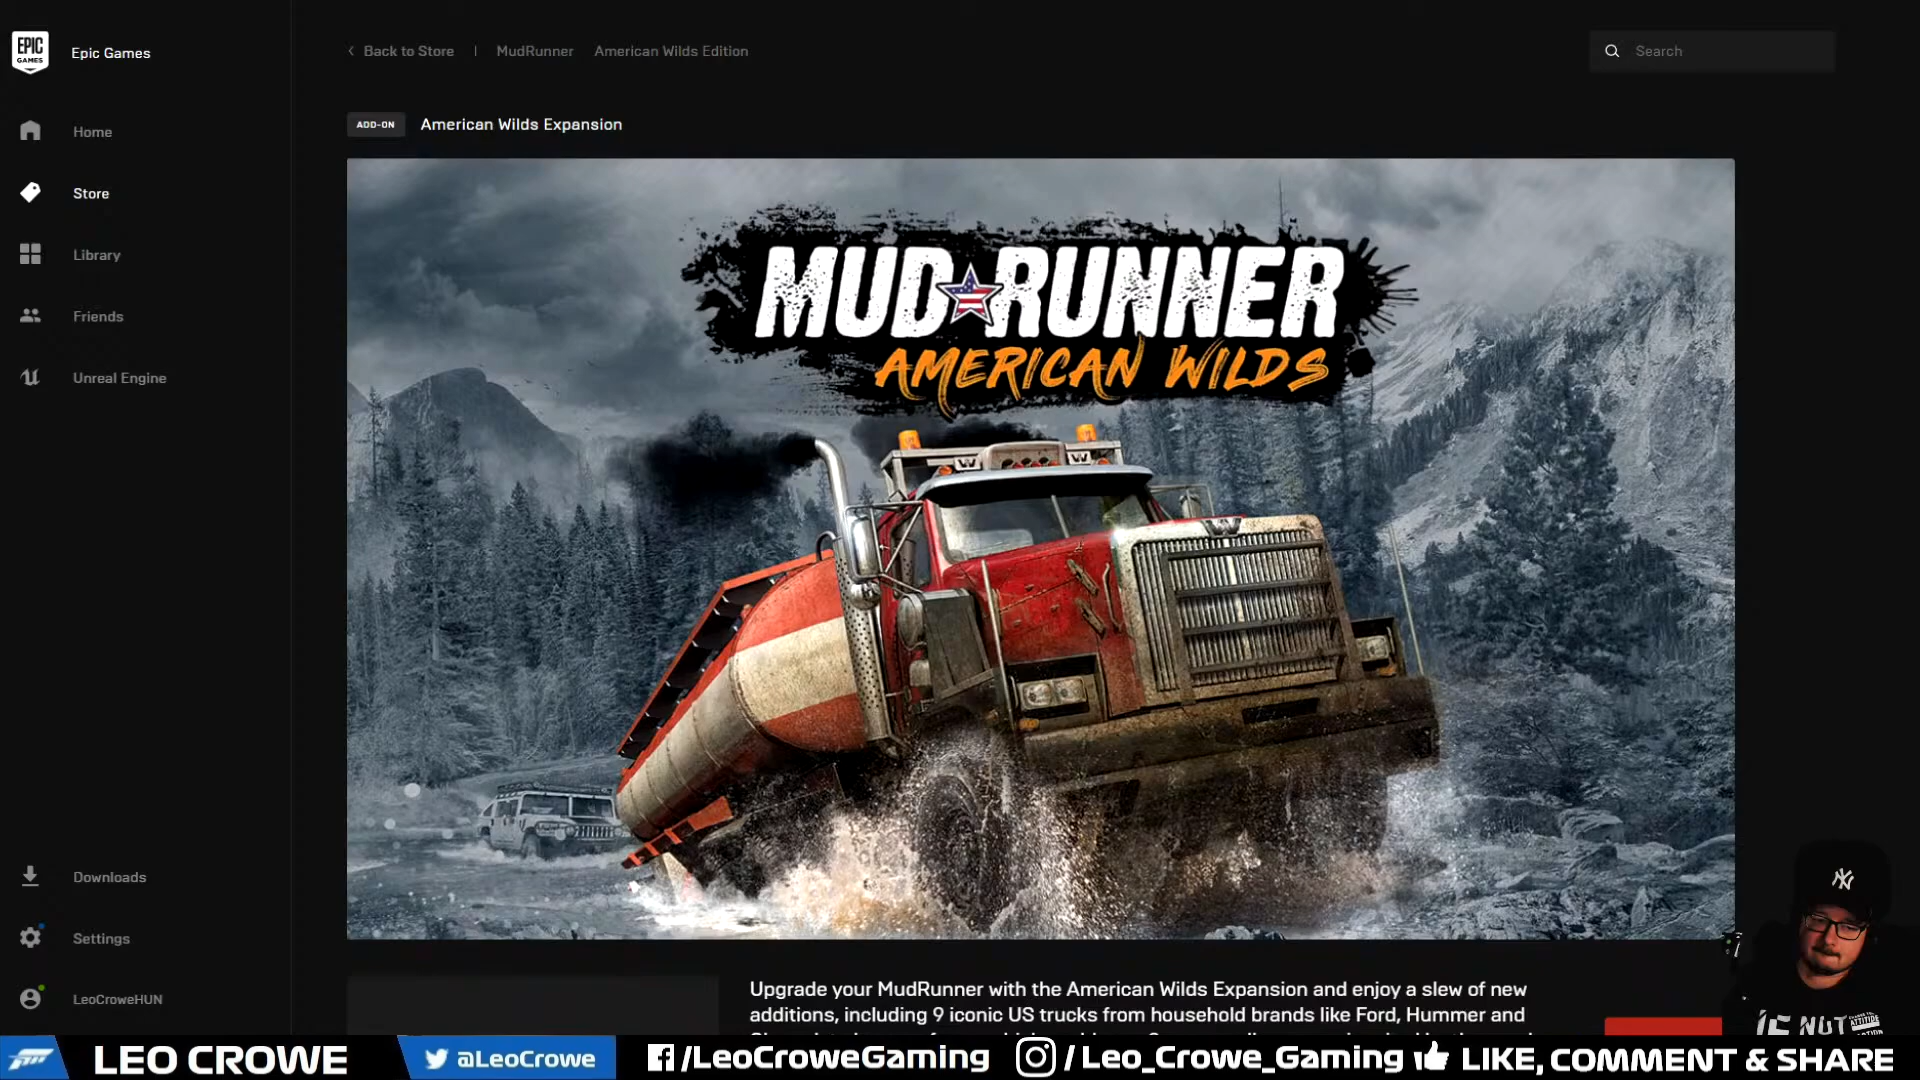 EPIC
GAMES
Epic Games
Back to Store
MudRunner
American Wilds Edition
Search
ADD-ON
American Wilds Expansion
Home
Store
Library
Friends
Unreal Engine
MUDRUNNER
AMERICAN WILDS
Downloads
Settings
LeoCroweHUN
Upgrade your MudRunner with the American Wilds Expansion and enjoy a slew of new
additions, including 9 iconic US trucks from household brands like Ford, Hummer and
NY
LEO CROWE
@LeoCrowe
/LeoCroweGaming
/Leo_Crowe_Gaming
LIKE, COMMENT & SHARE